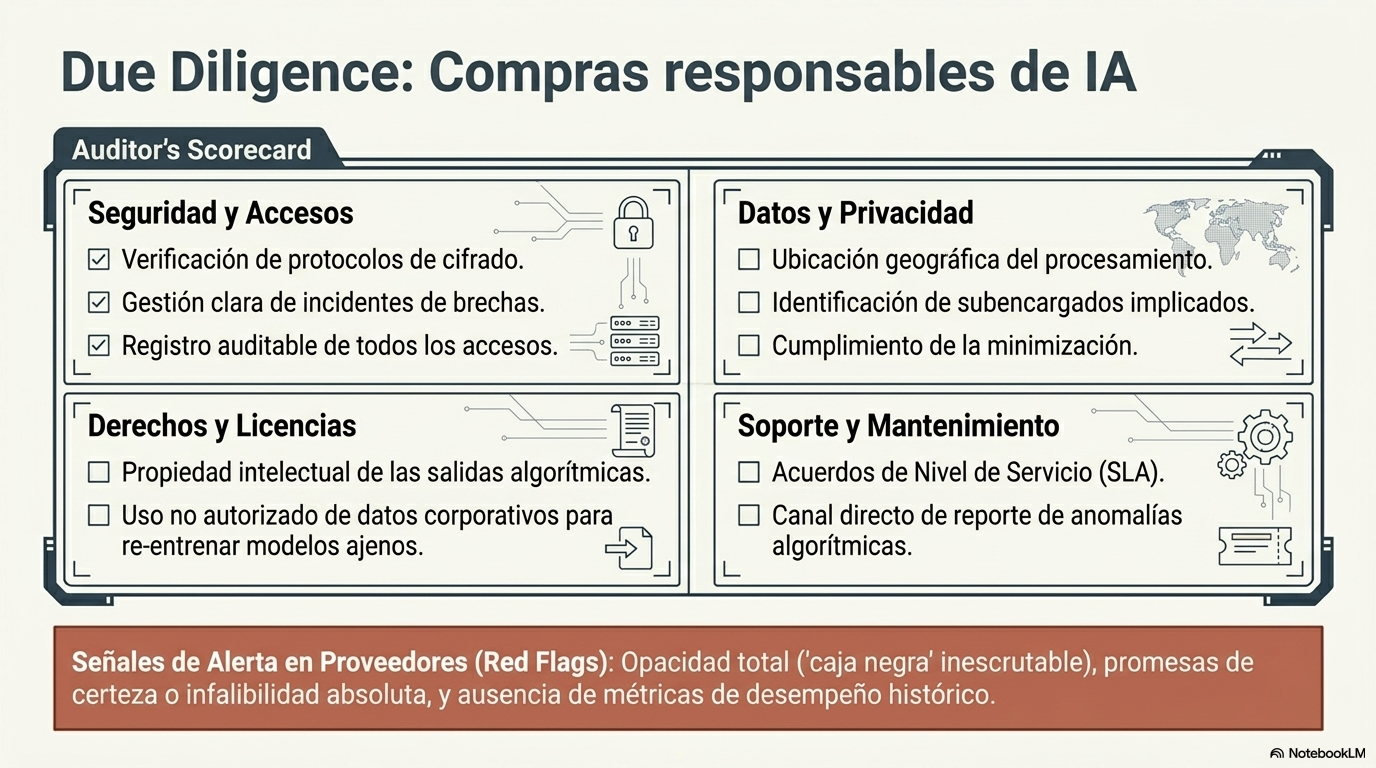 Due Diligence: Compras responsables de IA
Auditor's Scorecard
Seguridad y Accesos
Verificación de protocolos de cifrado.
Gestión clara de incidentes de brechas.
Registro auditable de todos los accesos.
Datos y Privacidad
Ubicación geográfica del procesamiento.
Identificación de subencargados implicados.
Cumplimiento de la minimización.
Derechos y Licencias
Propiedad intelectual de las salidas algorítmicas.
Uso no autorizado de datos corporativos para
re-entrenar modelos ajenos.
Soporte y Mantenimiento
Acuerdos de Nivel de Servicio (SLA).
Canal directo de reporte de anomalías
algorítmicas.
Señales de Alerta en Proveedores (Red Flags): Opacidad total ('caja negra' inescrutable), promesas de
certeza o infalibilidad absoluta, y ausencia de métricas de desempeño histórico.
NotebookLM